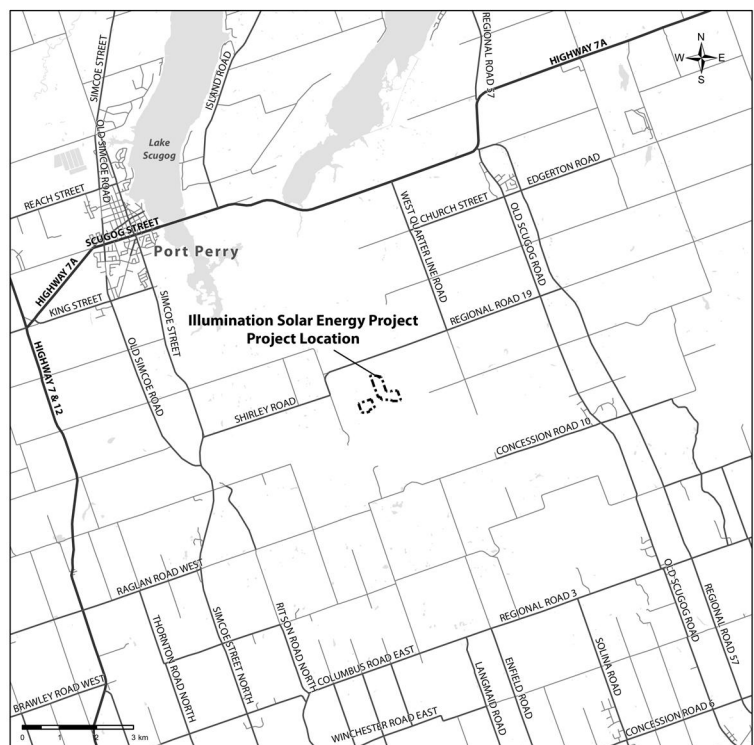 SIMCOE STREET
ISLAND ROAD
REGIONAL ROAD 57
HIGHWAY 7A
N
W E
S
Lake
Scugog
OLD SIMCOE ROAD
REACH STREET
SCUGOG STREET
Port Perry
HIGHWAY 7A
KING STREET
SIMCOE STREET
WEST QUARTER LINE ROAD
CHURCH STREET
EDGERTON ROAD
OLD SCUGOG ROAD
REGIONAL ROAD 19
HIGHWAY 7 & 12
OLD SIMCOE ROAD
Illumination Solar Energy Project
Project Location
SHIRLEY ROAD
CONCESSION ROAD 10
RAGLAN ROAD WEST
THORNTON ROAD NORTH
SIMCOE STREET NORTH
RITSON ROAD NORTH
COLUMBUS ROAD EAST
REGIONAL ROAD 3
OLD SCUGOG ROAD
REGIONAL ROAD 57
BRAWLEY ROAD WEST
WINCHESTER ROAD EAST
LANGMAID ROAD
ENFIELD ROAD
SOLINA ROAD
CONCESSION ROAD 6
0 1 2 3 km